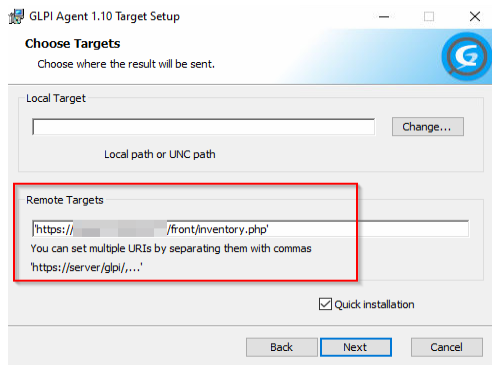 GLPI Agent 1.10 Target Setup
Choose Targets
Choose where the result will be sent.
Local Target
Change...
Local path or UNC path
Remote Targets
'https:// /front/inventory.php'
You can set multiple URIs by separating them with commas
'https://server/glpi/,...'
Quick installation
Back Next Cancel